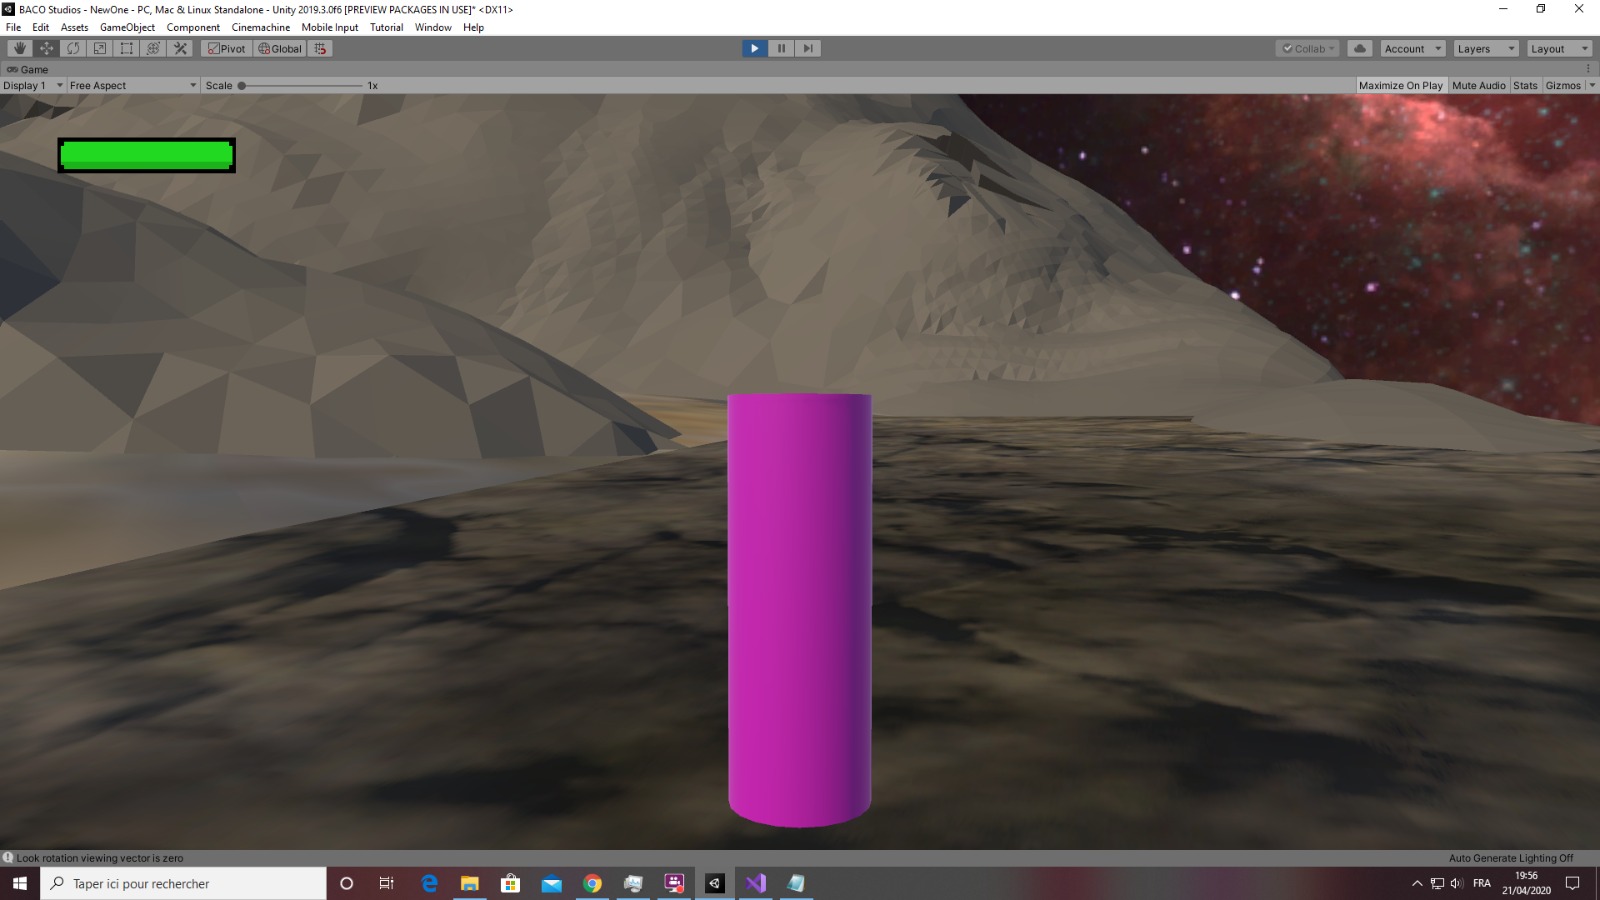 BACO Studios - NewOne - PC, Mac & Linux Standalone - Unity 2019.3.0f6 [PREVIEW PACKAGES IN USE]* <DX11>
File Edit Assets GameObject Component Cinemachine Mobile Input Tutorial Window Help
Pivot Global Collab Account Layers Layout
Game
Display 1 Free Aspect Scale 1x Maximize On Play Mute Audio Stats Gizmos
Look rotation viewing vector is zero Auto Generate Lighting Off
Taper ici pour rechercher FRA 19:56
21/04/2020